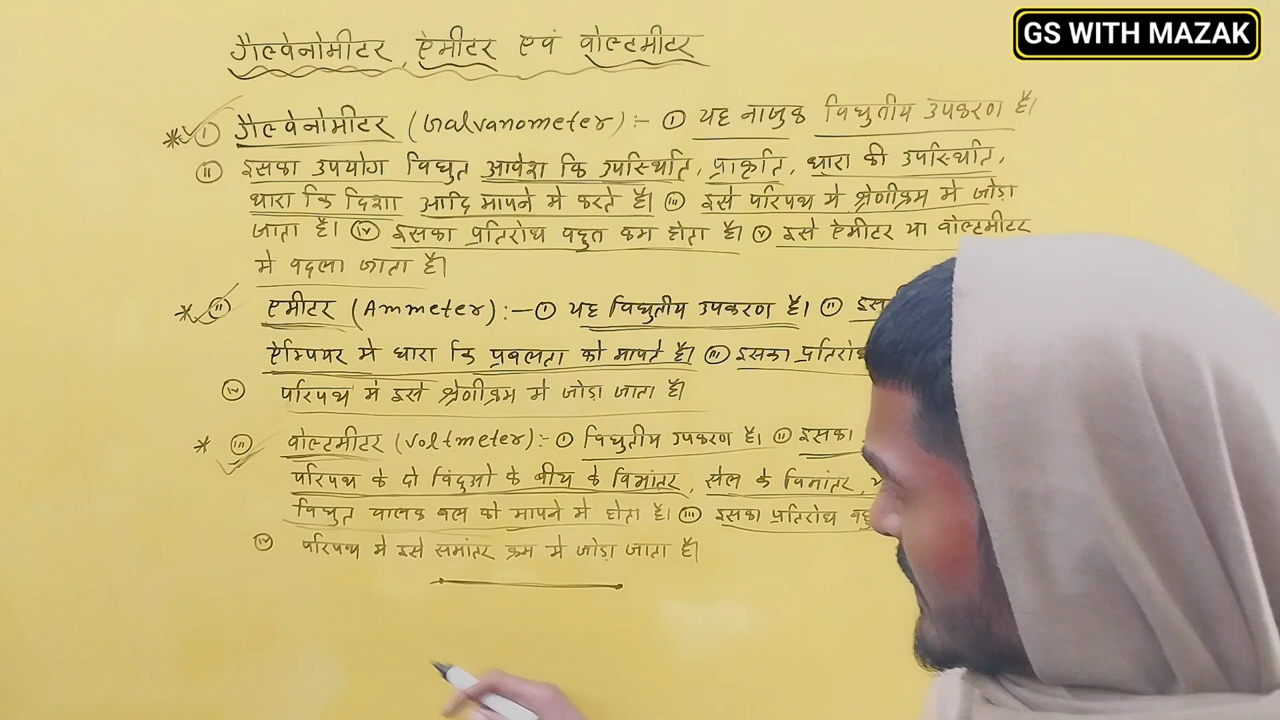 GS WITH MAZAK
गैल्वेनोमीटर, ऐमीटर एवं वोल्टमीटर
* I गैल्वेनोमीटर (Galvanometer) :- I यह नाजुक विधुतीय उपकरण है।
II इसका उपयोग विधुत आवेश कि उपस्थिति, प्राकृति, धारा की उपस्थिति,
धारा कि दिशा आदि मापने मे करते है। III इसे परिपथ मे श्रेणीक्रम मे जोड़ा
जाता है। IV इसका प्रतिरोध बहुत कम होता है। V इसे ऐमीटर या वोल्टमीटर
मे बदला जाता है।
* II एमीटर (Ammeter) :- I यह विधुतीय उपकरण है। II
ऐम्पियर मे धारा कि प्रबलता को मापते है। III इसका प्रतिरोध
IV परिपथ मे इसे श्रेणीक्रम मे जोड़ा जाता है।
* III वोल्टमीटर (Voltmeter) :- I विधुतीय उपकरण है। II इसका
परिपथ के दो बिंदुओ के बीच के विभांतर, सेल के विभांतर,
विधुत वालक बल को मापने मे होता है। III इसका प्रतिरोध
IV परिपथ मे इसे समांतर क्रम मे जोड़ा जाता है।